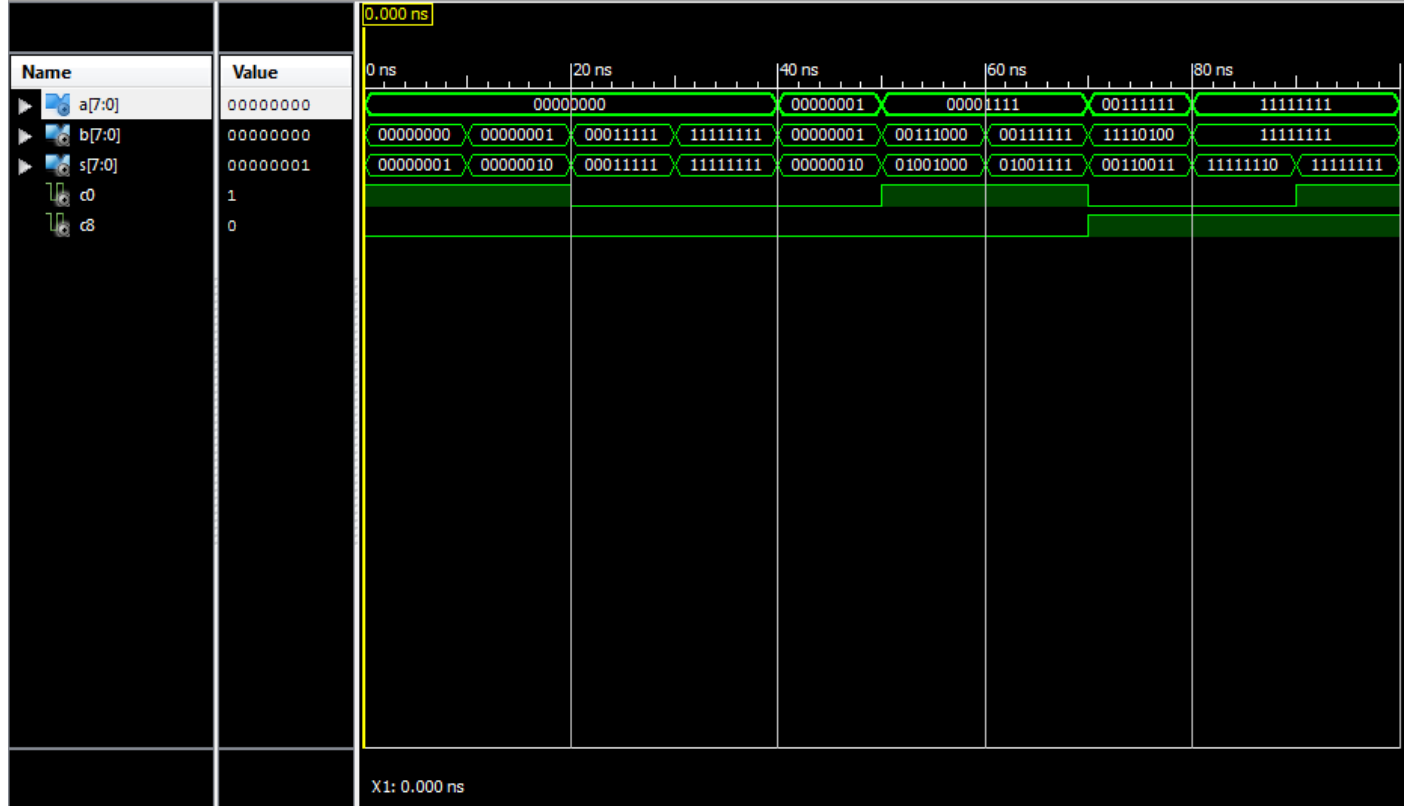 0.000 ns
Name Value 0 ns 20 ns 40 ns 60 ns 80 ns
a[7:0] 00000000 00000000 00000001 00001111 00111111 11111111
b[7:0] 00000000 00000000 00000001 00011111 11111111 00000001 00111000 00111111 11110100 11111111
s[7:0] 00000001 00000001 00000010 00011111 11111111 00000010 01001000 01001111 00110011 11111110 11111111
c0 1
c8 0
X1: 0.000 ns